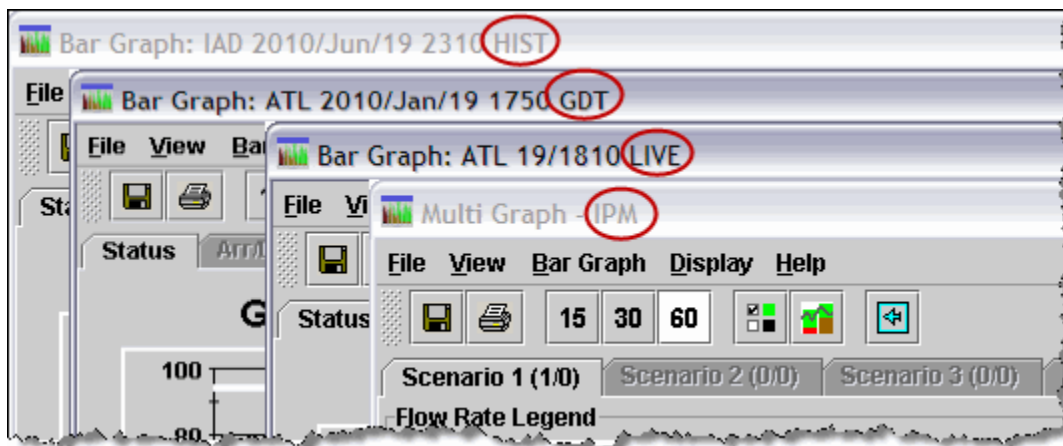 Bar Graph: IAD 2010/Jun/19 2310 HIST
File
Bar Graph: ATL 2010/Jan/19 1750 GDT
File View
Bar Graph: ATL 19/1810 LIVE
File
Multi Graph - IPM
File View Bar Graph Display Help
15 30 60
Status
Status
Scenario 1 (1/0) Scenario 2 (0/0) Scenario 3 (0/0)
Flow Rate Legend
100
80